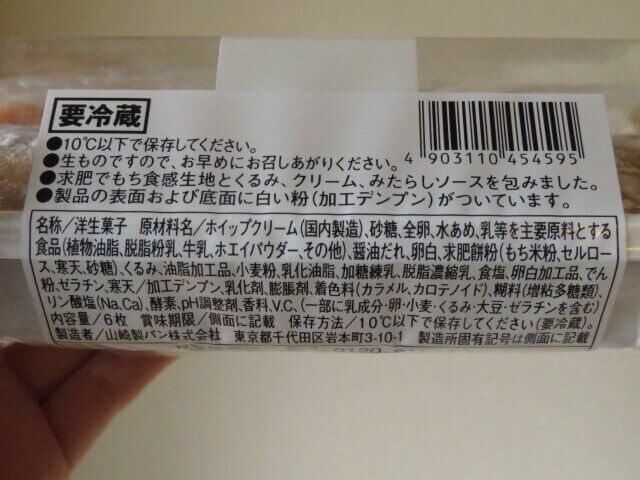 要冷蔵
●10℃以下で保存してください。
●生ものですので、お早めにお召しあがりください。
●求肥でもち食感生地とくるみ、クリーム、みたらしソースを包みました。
●製品の表面および底面に白い粉(加工デンプン)がついています。
4 903110 454595
名称/洋生菓子 原材料名/ホイップクリーム(国内製造)、砂糖、全卵、水あめ、乳等を主要原料とする
食品(植物油脂、脱脂粉乳、牛乳、ホエイパウダー、その他)、醤油だれ、卵白、求肥餅粉(もち米粉、セルロー
ス、寒天、砂糖)、くるみ、油脂加工品、小麦粉、乳化油脂、加糖練乳、脱脂濃縮乳、食塩、卵白加工品、でん
粉、ゼラチン、寒天/加工デンプン、乳化剤、膨脹剤、着色料(カラメル、カロテノイド)、糊料(増粘多糖類)、
リン酸塩(Na,Ca)、酵素、pH調整剤、香料、V.C、(一部に乳成分・卵・小麦・くるみ・大豆・ゼラチンを含む)
内容量/6枚 賞味期限/側面に記載 保存方法/10℃以下で保存してください(要冷蔵)。
製造者/山崎製パン株式会社 東京都千代田区岩本町3-10-1 製造所固有記号は側面に記載